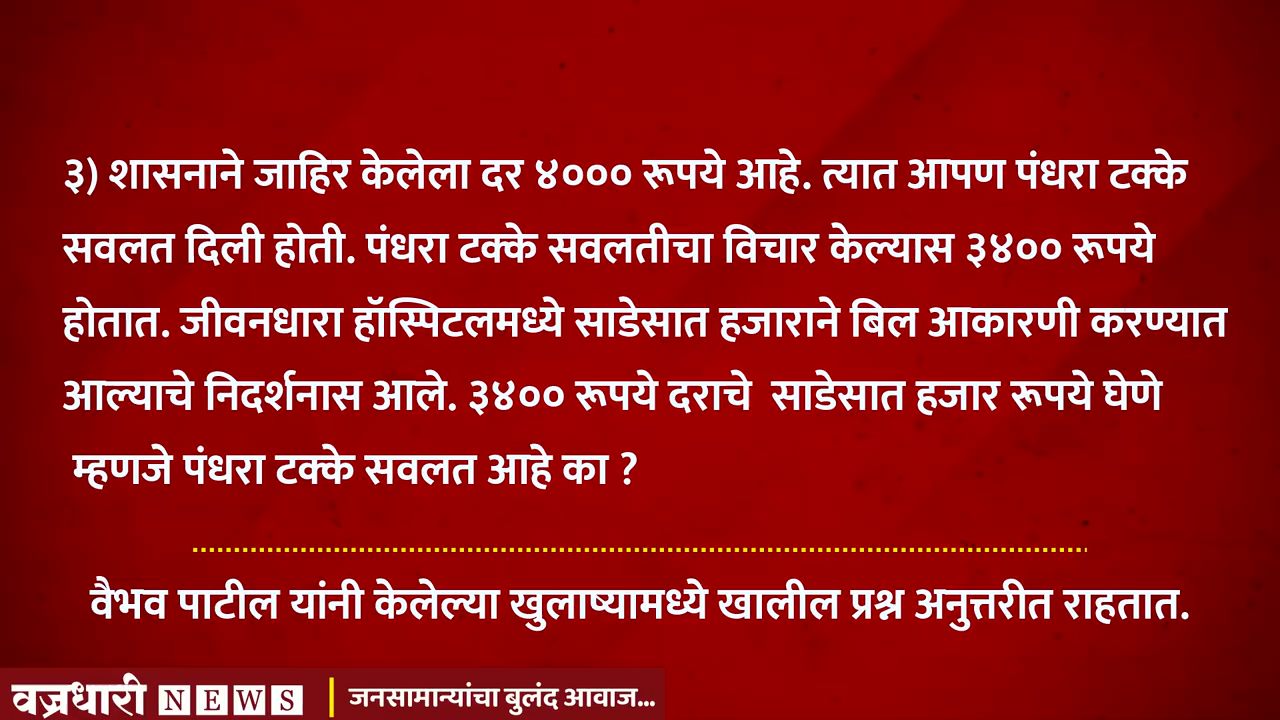 ३) शासनाने जाहिर केलेला दर ४००० रूपये आहे. त्यात आपण पंधरा टक्के
सवलत दिली होती. पंधरा टक्के सवलतीचा विचार केल्यास ३४०० रूपये
होतात. जीवनधारा हॉस्पिटलमध्ये साडेसात हजाराने बिल आकारणी करण्यात
आल्याचे निदर्शनास आले. ३४०० रूपये दराचे साडेसात हजार रूपये घेणे
म्हणजे पंधरा टक्के सवलत आहे का ?
वैभव पाटील यांनी केलेल्या खुलाष्यामध्ये खालील प्रश्न अनुत्तरीत राहतात.
वज्रधारी NEWS | जनसामान्यांचा बुलंद आवाज...